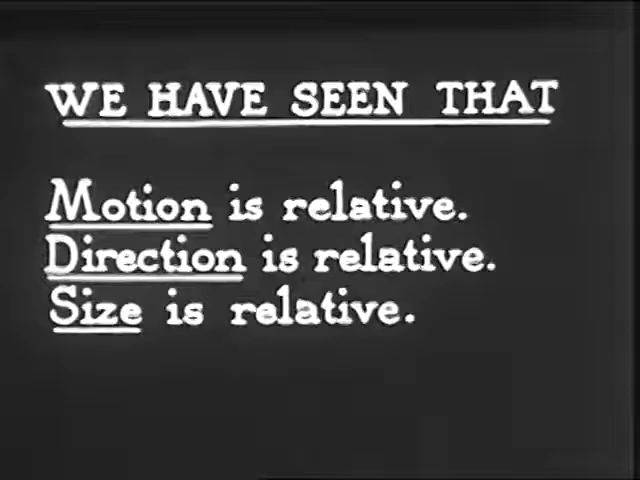 WE HAVE SEEN THAT
Motion is relative.
Direction is relative.
Size is relative.